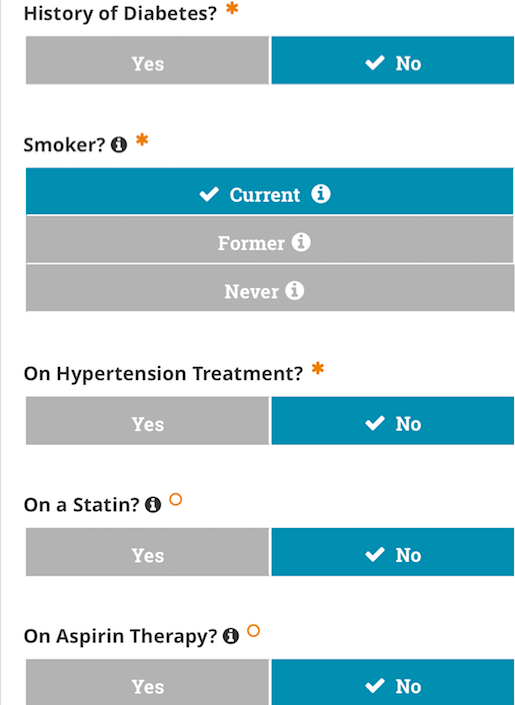 History of Diabetes? *
Yes No
Smoker? *
Current
Former
Never
On Hypertension Treatment? *
Yes No
On a Statin?
Yes No
On Aspirin Therapy?
Yes No